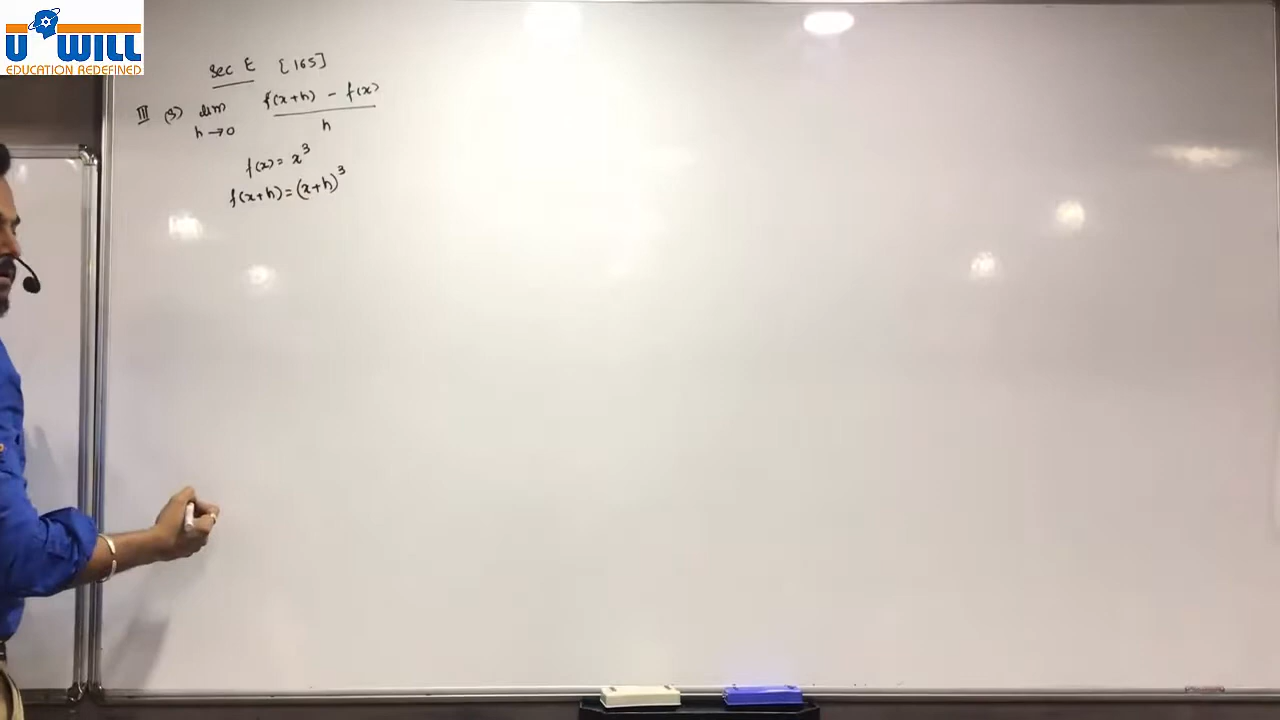 U WILL
EDUCATION REDEFINED
Sec E [165]
III (3) lim f(x+h) - f(x)
h→0 h
f(x) = x³
f(x+h) = (x+h)³